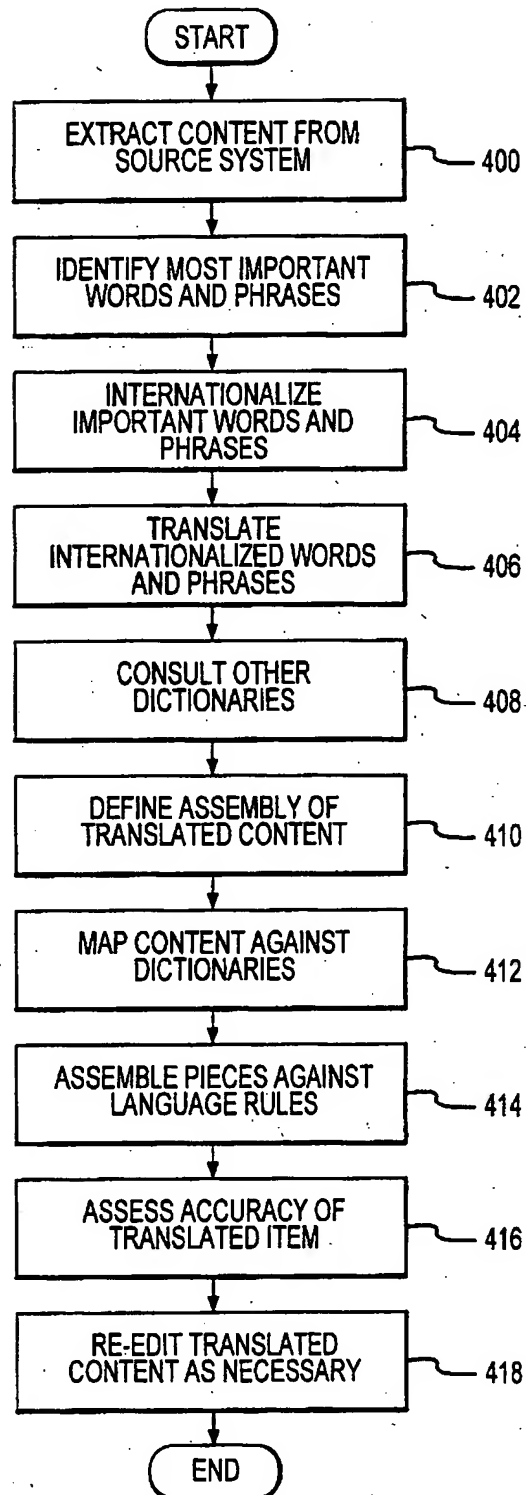 START
EXTRACT CONTENT FROM
SOURCE SYSTEM
400
IDENTIFY MOST IMPORTANT
WORDS AND PHRASES
402
INTERNATIONALIZE
IMPORTANT WORDS AND
PHRASES
404
TRANSLATE
INTERNATIONALIZED WORDS
AND PHRASES
406
CONSULT OTHER
DICTIONARIES
408
DEFINE ASSEMBLY OF
TRANSLATED CONTENT
410
MAP CONTENT AGAINST
DICTIONARIES
412
ASSEMBLE PIECES AGAINST
LANGUAGE RULES
414
ASSESS ACCURACY OF
TRANSLATED ITEM
416
RE-EDIT TRANSLATED
CONTENT AS NECESSARY
418
END